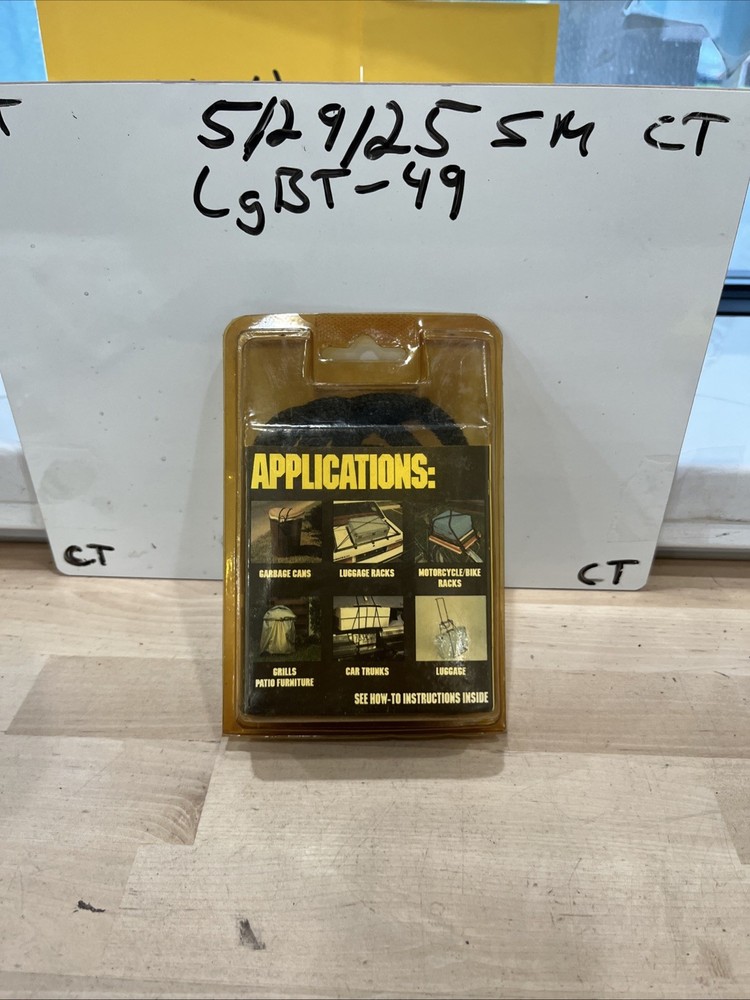 5/29/25 SM CT
LgBT-49
CT
CT
APPLICATIONS:
GARBAGE CANS
LUGGAGE RACKS
MOTORCYCLE/BIKE
RACKS
GRILLS
PATIO FURNITURE
CAR TRUNKS
LUGGAGE
SEE HOW-TO INSTRUCTIONS INSIDE